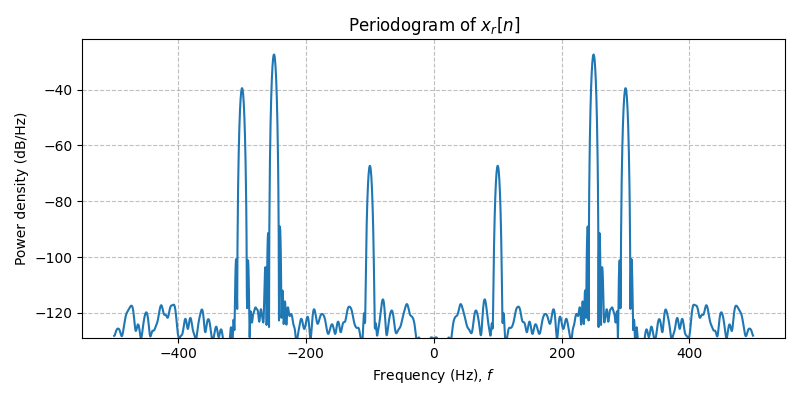 Periodogram of x_r[n]
Power density (dB/Hz)
−40
−60
−80
−100
−120
−400 −200 0 200 400
Frequency (Hz), f